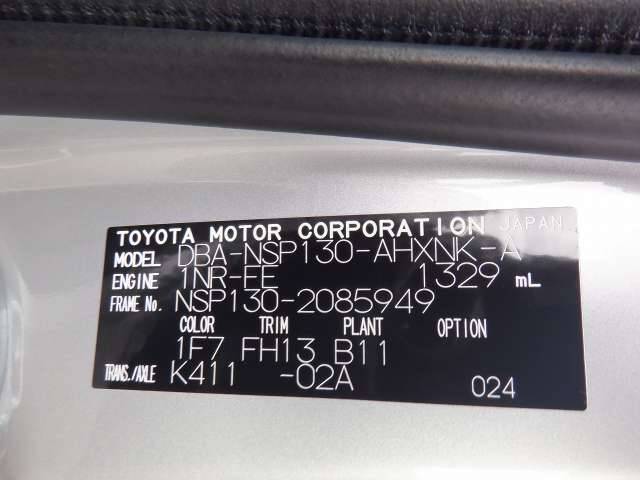 TOYOTA MOTOR CORPORATION JAPAN
MODEL DBA-NSP130-AHXNK-A
ENGINE 1NR-FE 1329 mL
FRAME No. NSP130-2085949
COLOR TRIM PLANT OPTION
1F7 FH13 B11
TRANS./AXLE K411 -02A 024